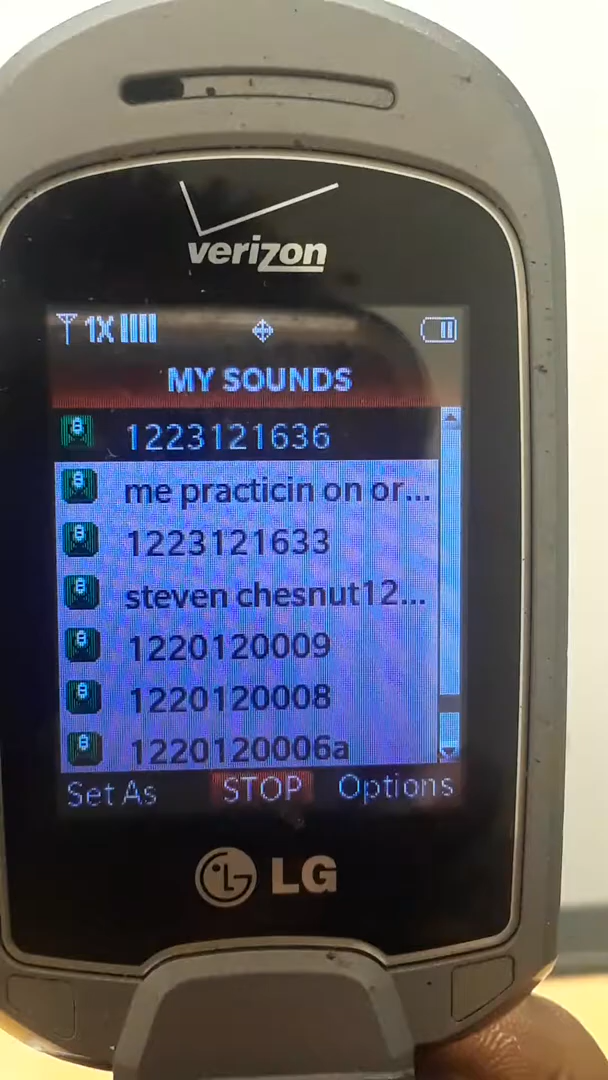 verizon
1X
MY SOUNDS
1223121636
me practicin on or...
1223121633
steven chesnut12...
1220120009
1220120008
1220120006a
Set As STOP Options
LG